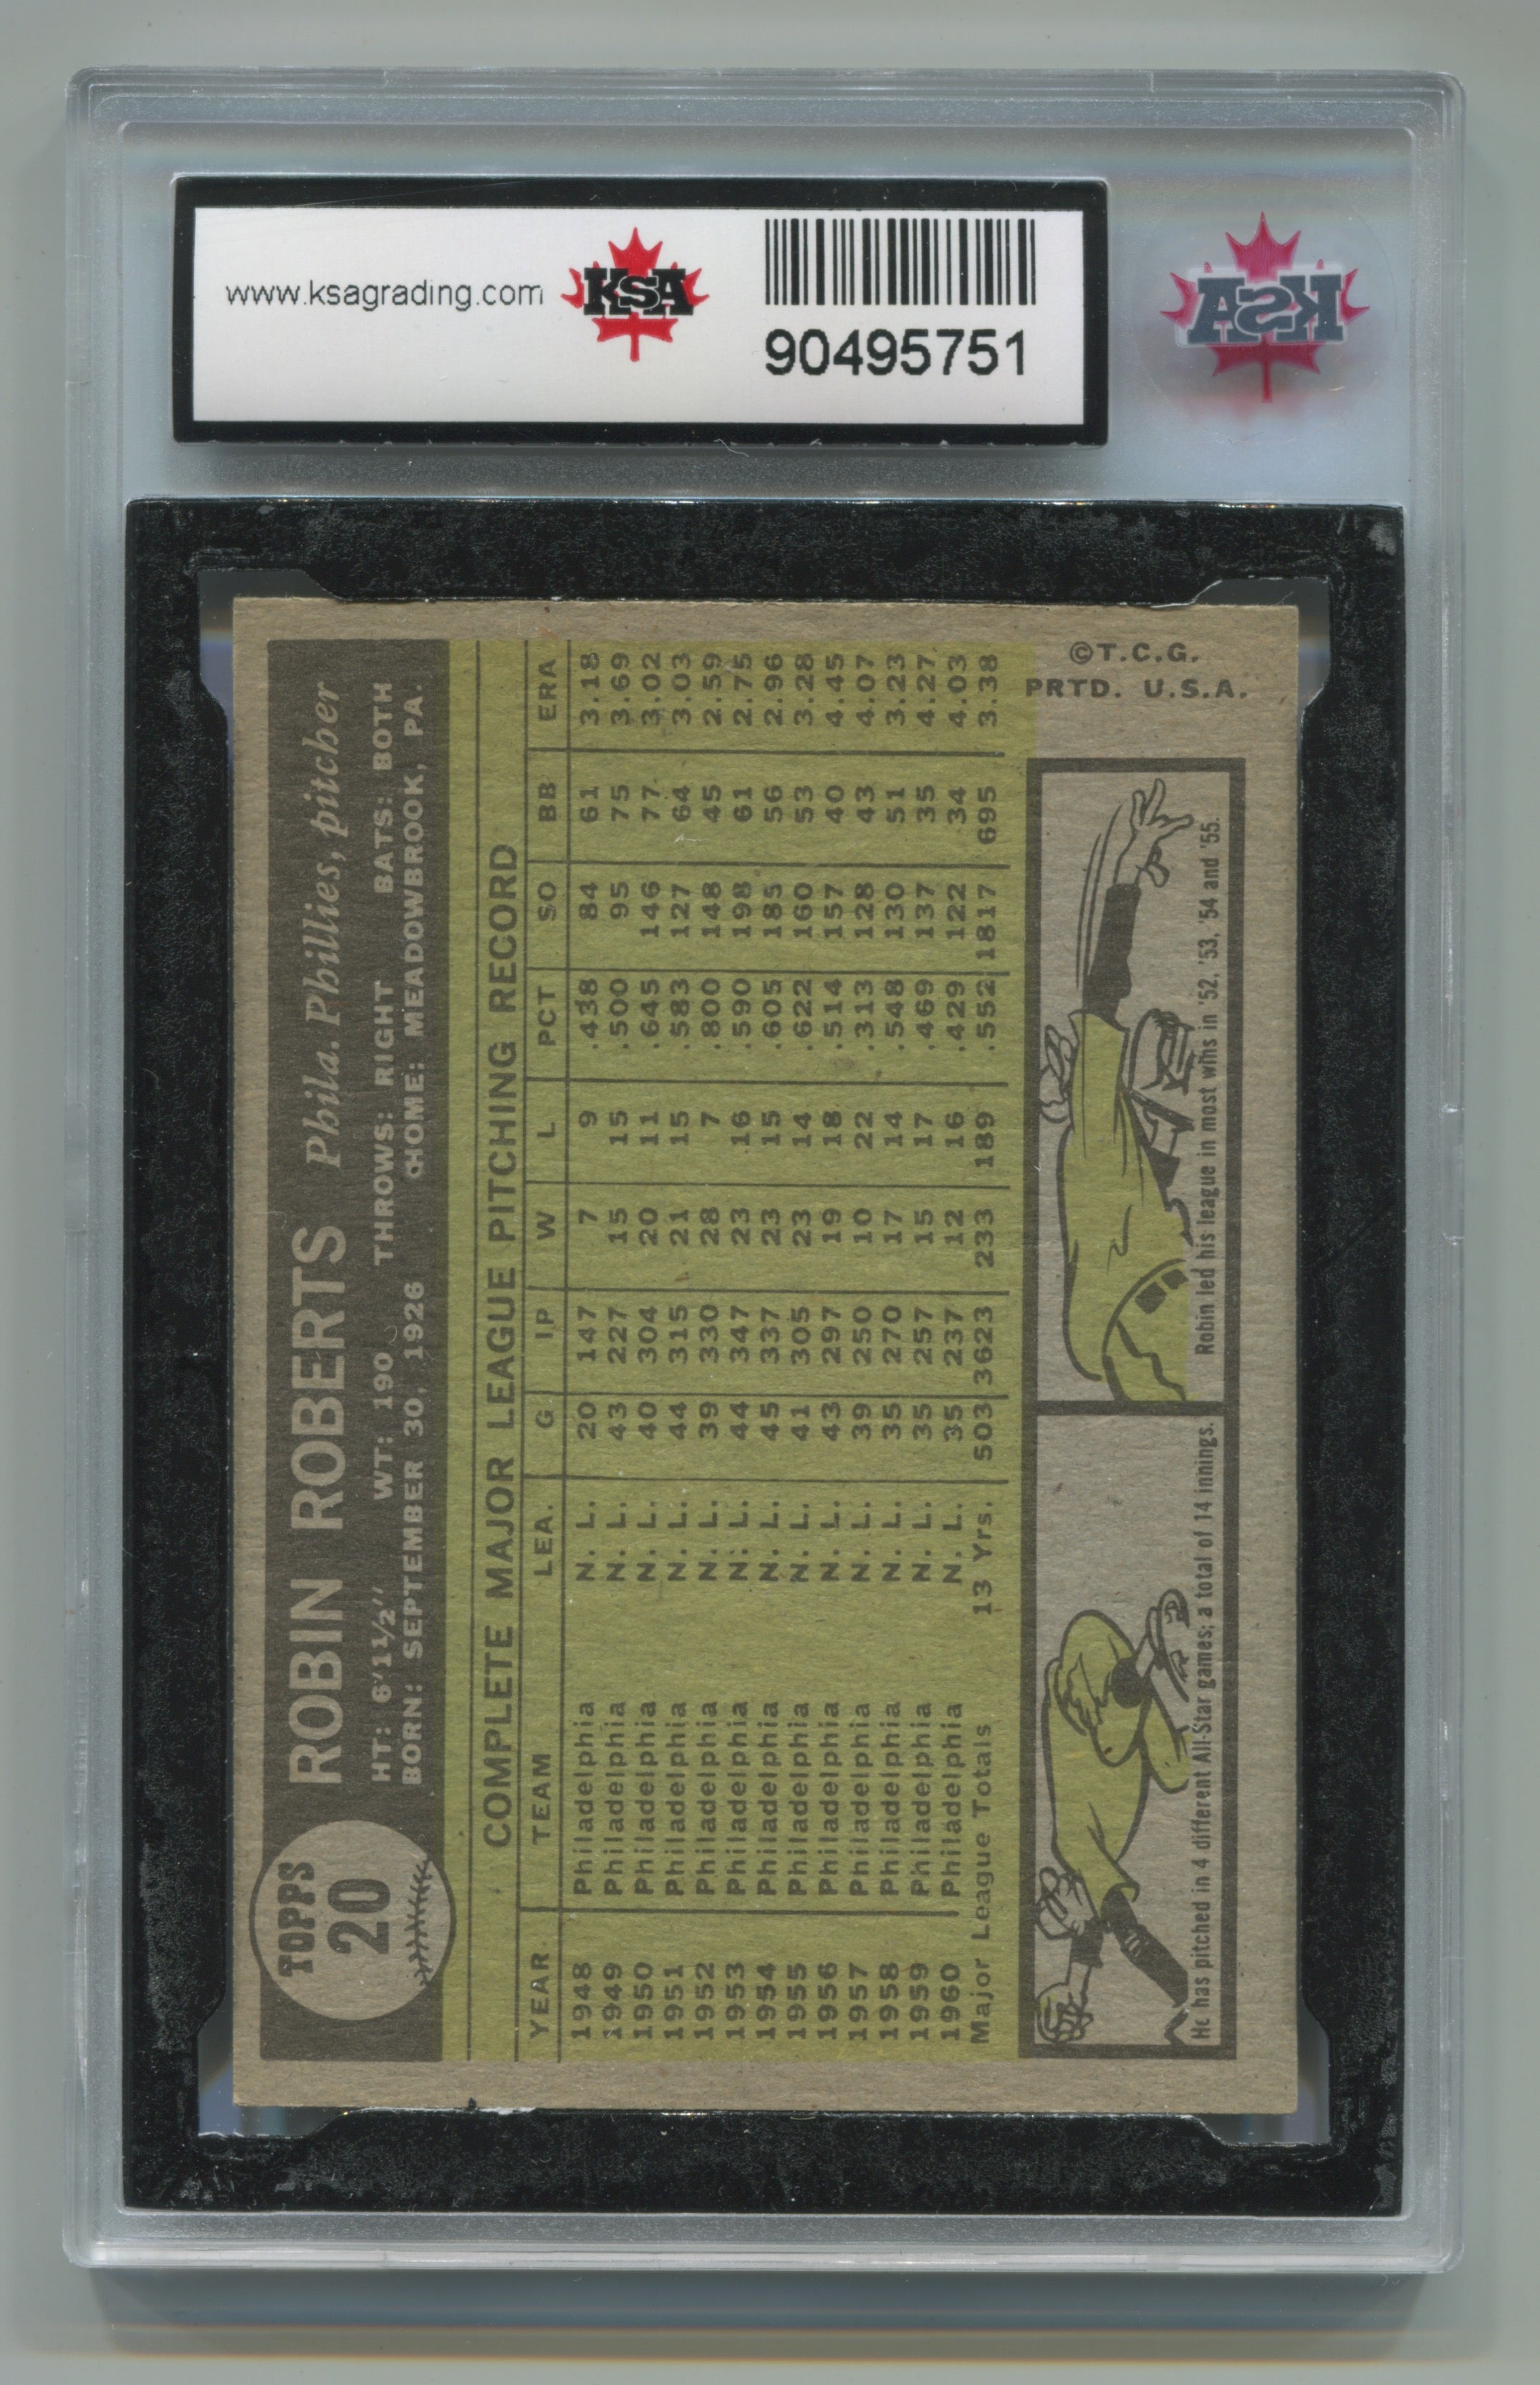 www.ksagrading.com
KSA
90495751
KSA
TOPPS
20
ROBIN ROBERTS Phila. Phillies, pitcher
HT: 6'1½" WT: 190 THROWS: RIGHT BATS: BOTH
BORN: SEPTEMBER 30, 1926 HOME: MEADOWBROOK, PA.
COMPLETE MAJOR LEAGUE PITCHING RECORD
YEAR TEAM LEA. G IP W L PCT SO BB ERA
1948 Philadelphia N. L. 20 147 7 9 .438 84 61 3.18
1949 Philadelphia N. L. 43 227 15 15 .500 95 75 3.69
1950 Philadelphia N. L. 40 304 20 11 .645 146 77 3.02
1951 Philadelphia N. L. 44 315 21 15 .583 127 64 3.03
1952 Philadelphia N. L. 39 330 28 7 .800 148 45 2.59
1953 Philadelphia N. L. 44 347 23 16 .590 198 61 2.75
1954 Philadelphia N. L. 45 337 23 15 .605 185 56 2.96
1955 Philadelphia N. L. 41 305 23 14 .622 160 53 3.28
1956 Philadelphia N. L. 43 297 19 18 .514 157 40 4.45
1957 Philadelphia N. L. 39 250 10 22 .313 128 43 4.07
1958 Philadelphia N. L. 35 270 17 14 .548 130 51 3.23
1959 Philadelphia N. L. 35 257 15 17 .469 137 35 4.27
1960 Philadelphia N. L. 35 237 12 16 .429 122 34 4.03
Major League Totals 13 Yrs. 503 3623 233 189 .552 1817 695 3.38
He has pitched in 4 different All-Star games; a total of 14 innings.
Robin led his league in most wins in '52, '53, '54 and '55.
©T.C.G.
PRTD. U.S.A.